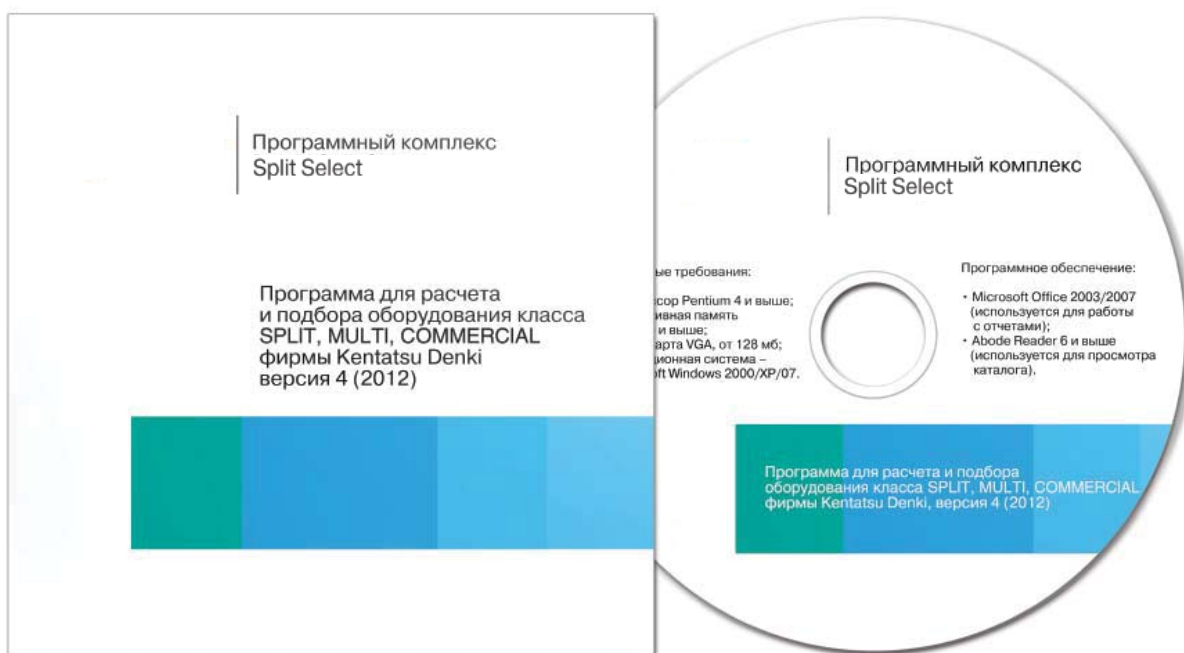 Программный комплекс
Split Select
Программа для расчета
и подбора оборудования класса
SPLIT, MULTI, COMMERCIAL
фирмы Kentatsu Denki
версия 4 (2012)
Программный комплекс
Split Select
ые требования:
ссор Pentium 4 и выше;
ивная память
и выше;
арта VGA, от 128 мб;
ционная система –
ft Windows 2000/XP/07.
Программное обеспечение:
• Microsoft Office 2003/2007
(используется для работы
с отчетами);
• Abode Reader 6 и выше
(используется для просмотра
каталога).
Программа для расчета и подбора
оборудования класса SPLIT, MULTI, COMMERCIAL
фирмы Kentatsu Denki, версия 4 (2012)